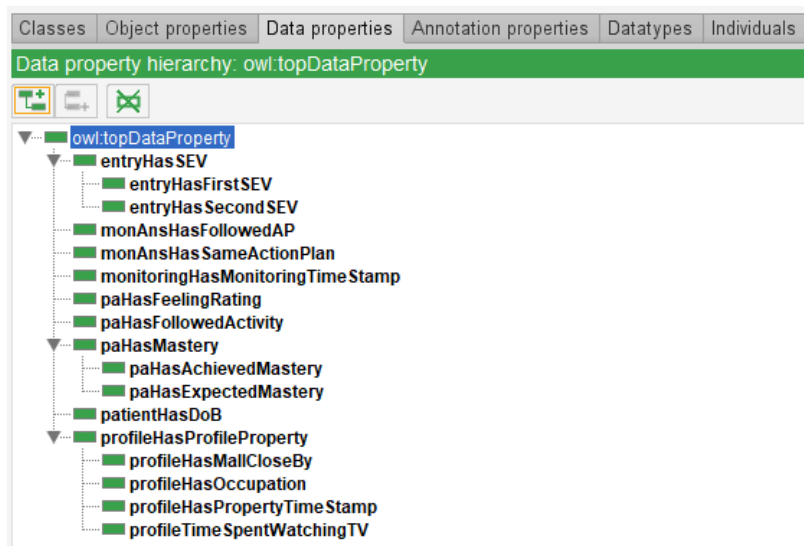 Classes Object properties Data properties Annotation properties Datatypes Individuals
Data property hierarchy: owl:topDataProperty
owl:topDataProperty
entryHasSEV
entryHasFirstSEV
entryHasSecondSEV
monAnsHasFollowedAP
monAnsHasSameActionPlan
monitoringHasMonitoringTimeStamp
paHasFeelingRating
paHasFollowedActivity
paHasMastery
paHasAchievedMastery
paHasExpectedMastery
patientHasDoB
profileHasProfileProperty
profileHasMallCloseBy
profileHasOccupation
profileHasPropertyTimeStamp
profileTimeSpentWatchingTV